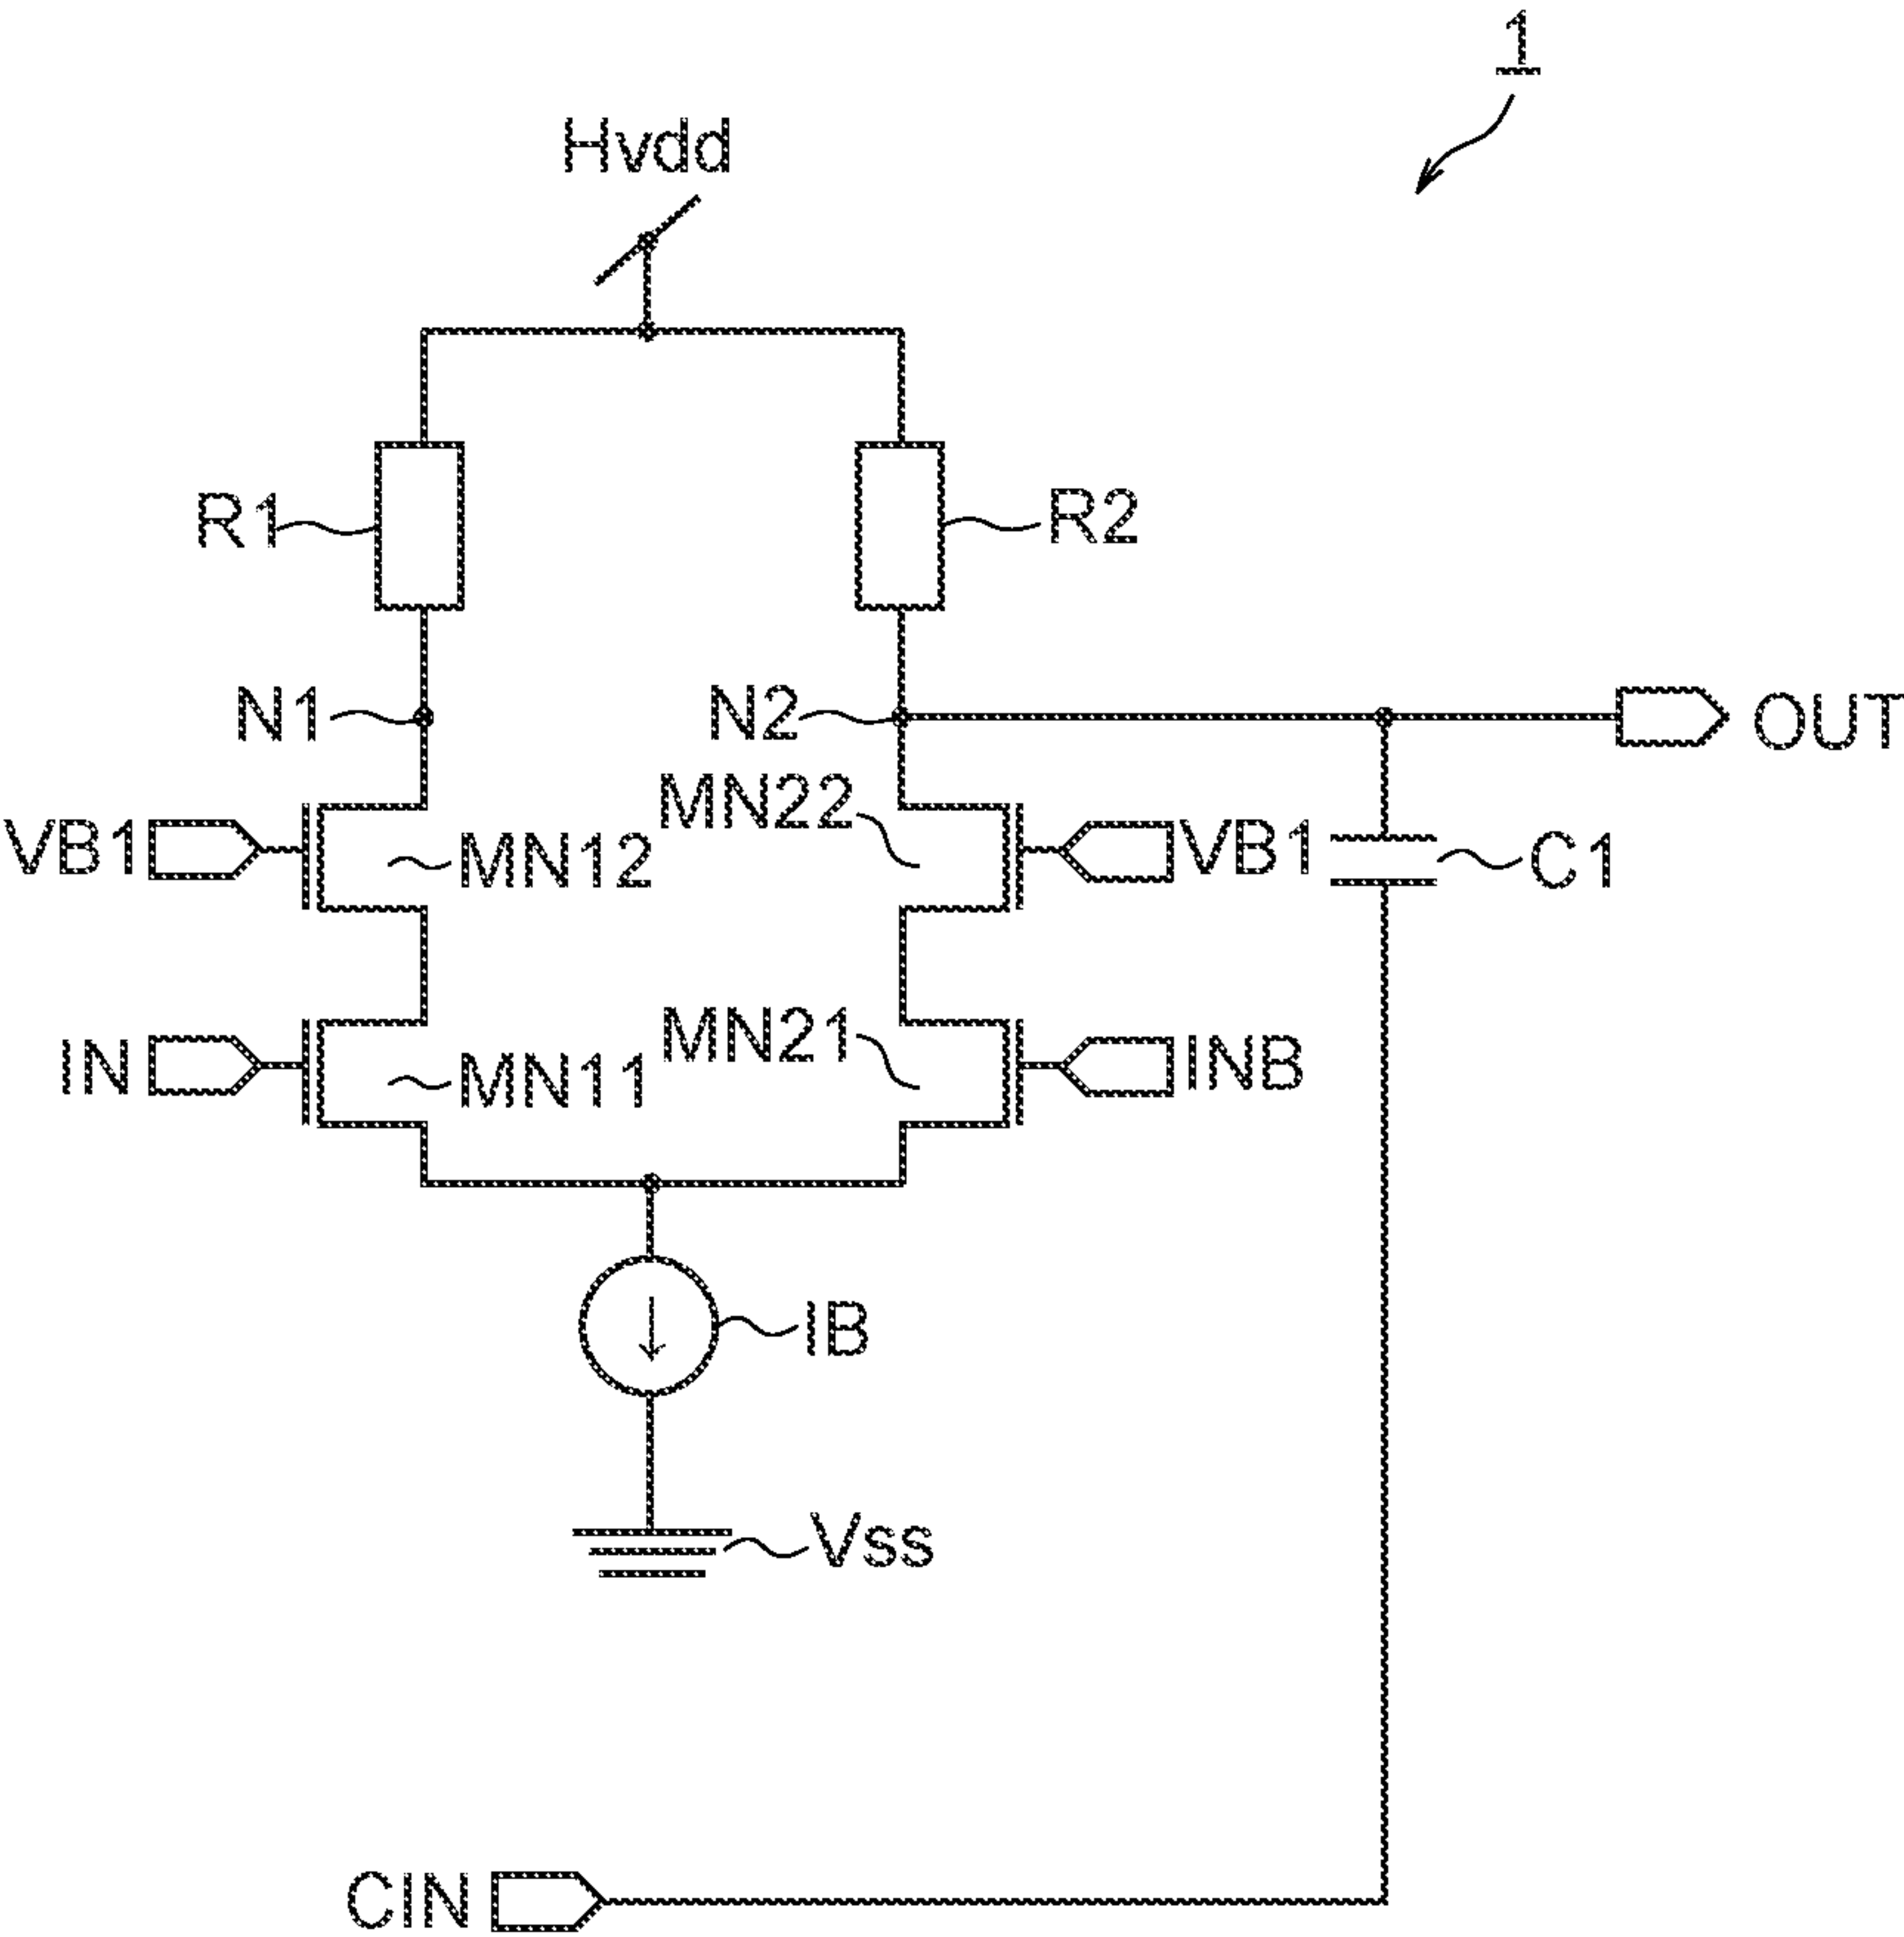 1
Hvdd
R1
R2
N1
N2
OUT
MN22
VB1
MN12
VB1
C1
IN
MN11
MN21
INB
IB
Vss
CIN